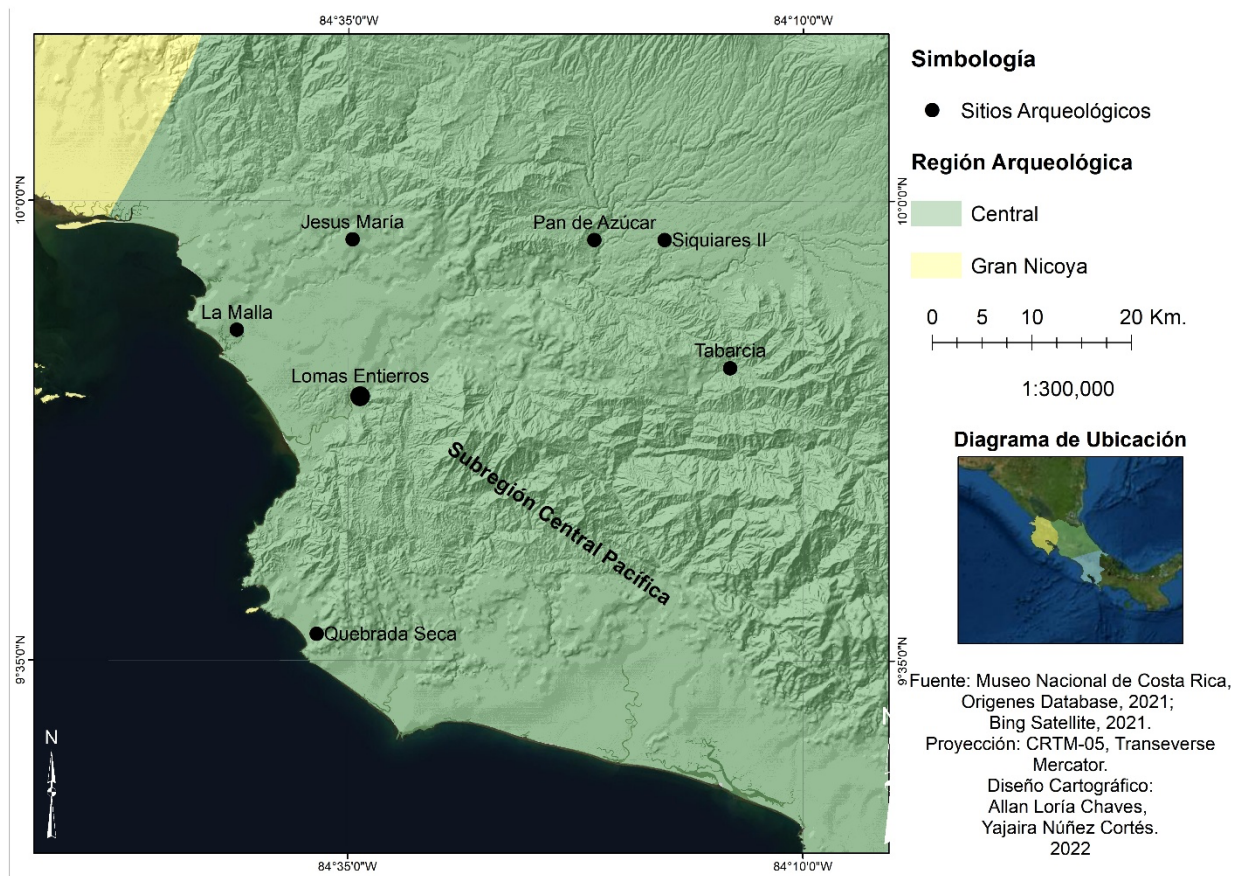 84°35'0"W
84°10'0"W
10°0'0"N
10°0'0"N
Jesus María
Pan de Azúcar
Siquiares II
La Malla
Tabarcia
Lomas Entierros
Subregión Central Pacífica
Quebrada Seca
9°35'0"N
9°35'0"N
N
84°35'0"W
84°10'0"W
Simbología
Sitios Arqueológicos
Región Arqueológica
Central
Gran Nicoya
0 5 10 20 Km.
1:300,000
Diagrama de Ubicación
Fuente: Museo Nacional de Costa Rica,
Origenes Database, 2021;
Bing Satellite, 2021.
Proyección: CRTM-05, Transeverse
Mercator.
Diseño Cartográfico:
Allan Loría Chaves,
Yajaira Núñez Cortés.
2022